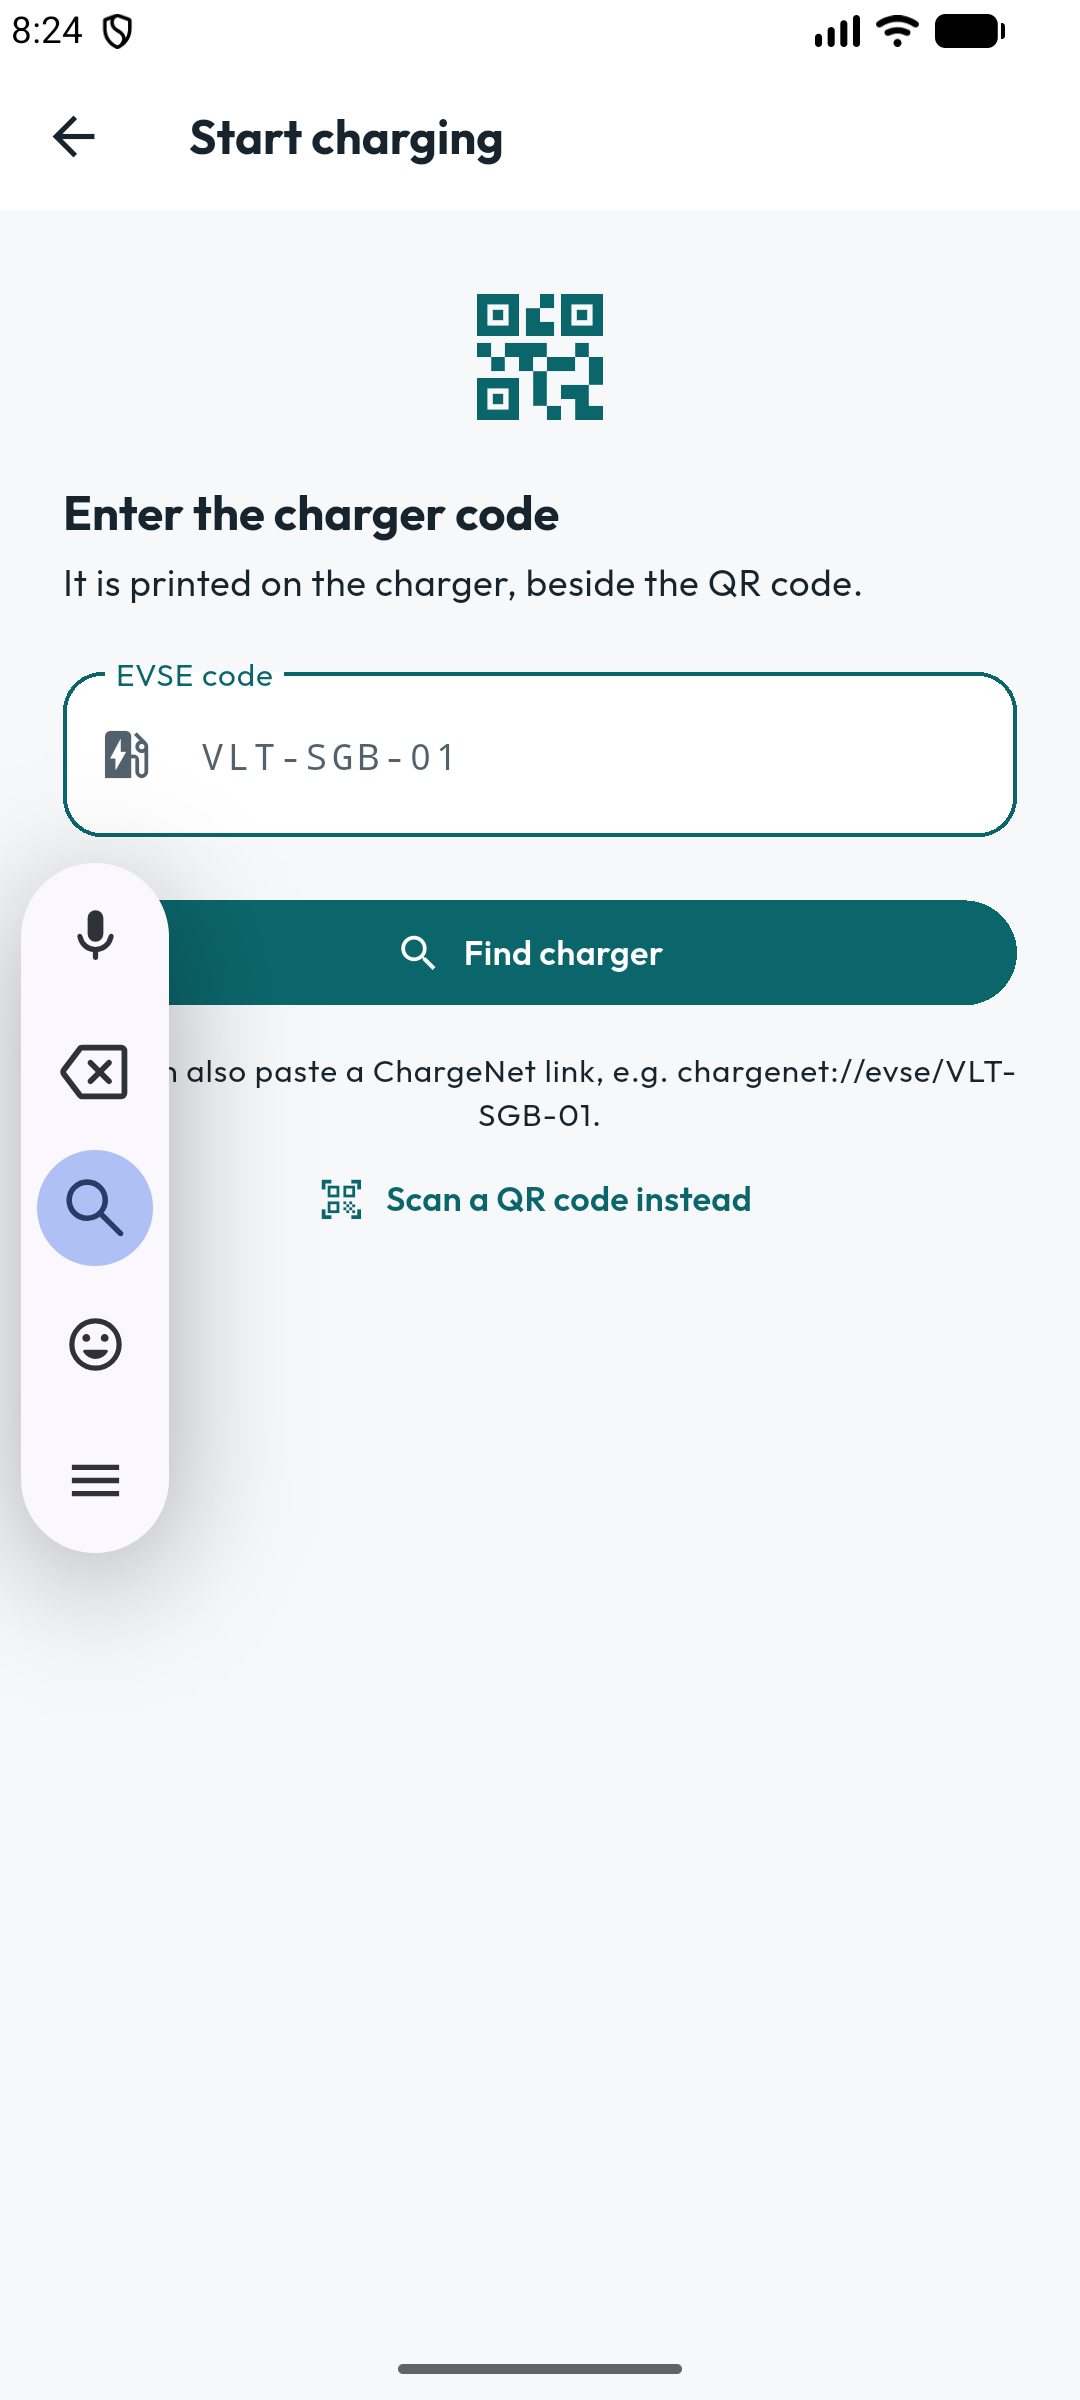 8:24
Start charging
Enter the charger code
It is printed on the charger, beside the QR code.
EVSE code
VLT-SGB-01
Find charger
also paste a ChargeNet link, e.g. chargenet://evse/VLT-
SGB-01.
Scan a QR code instead